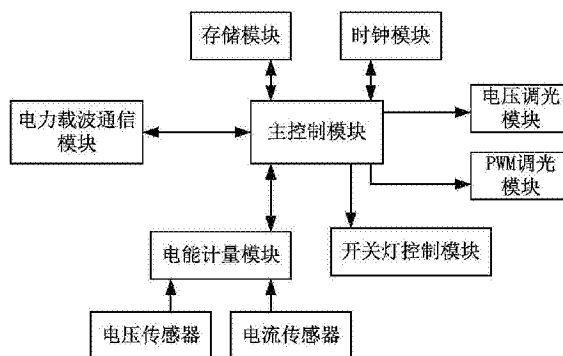 存储模块
时钟模块
电力载波通信
模块
主控制模块
电压调光
模块
PWM调光
模块
电能计量模块
开关灯控制模块
电压传感器
电流传感器